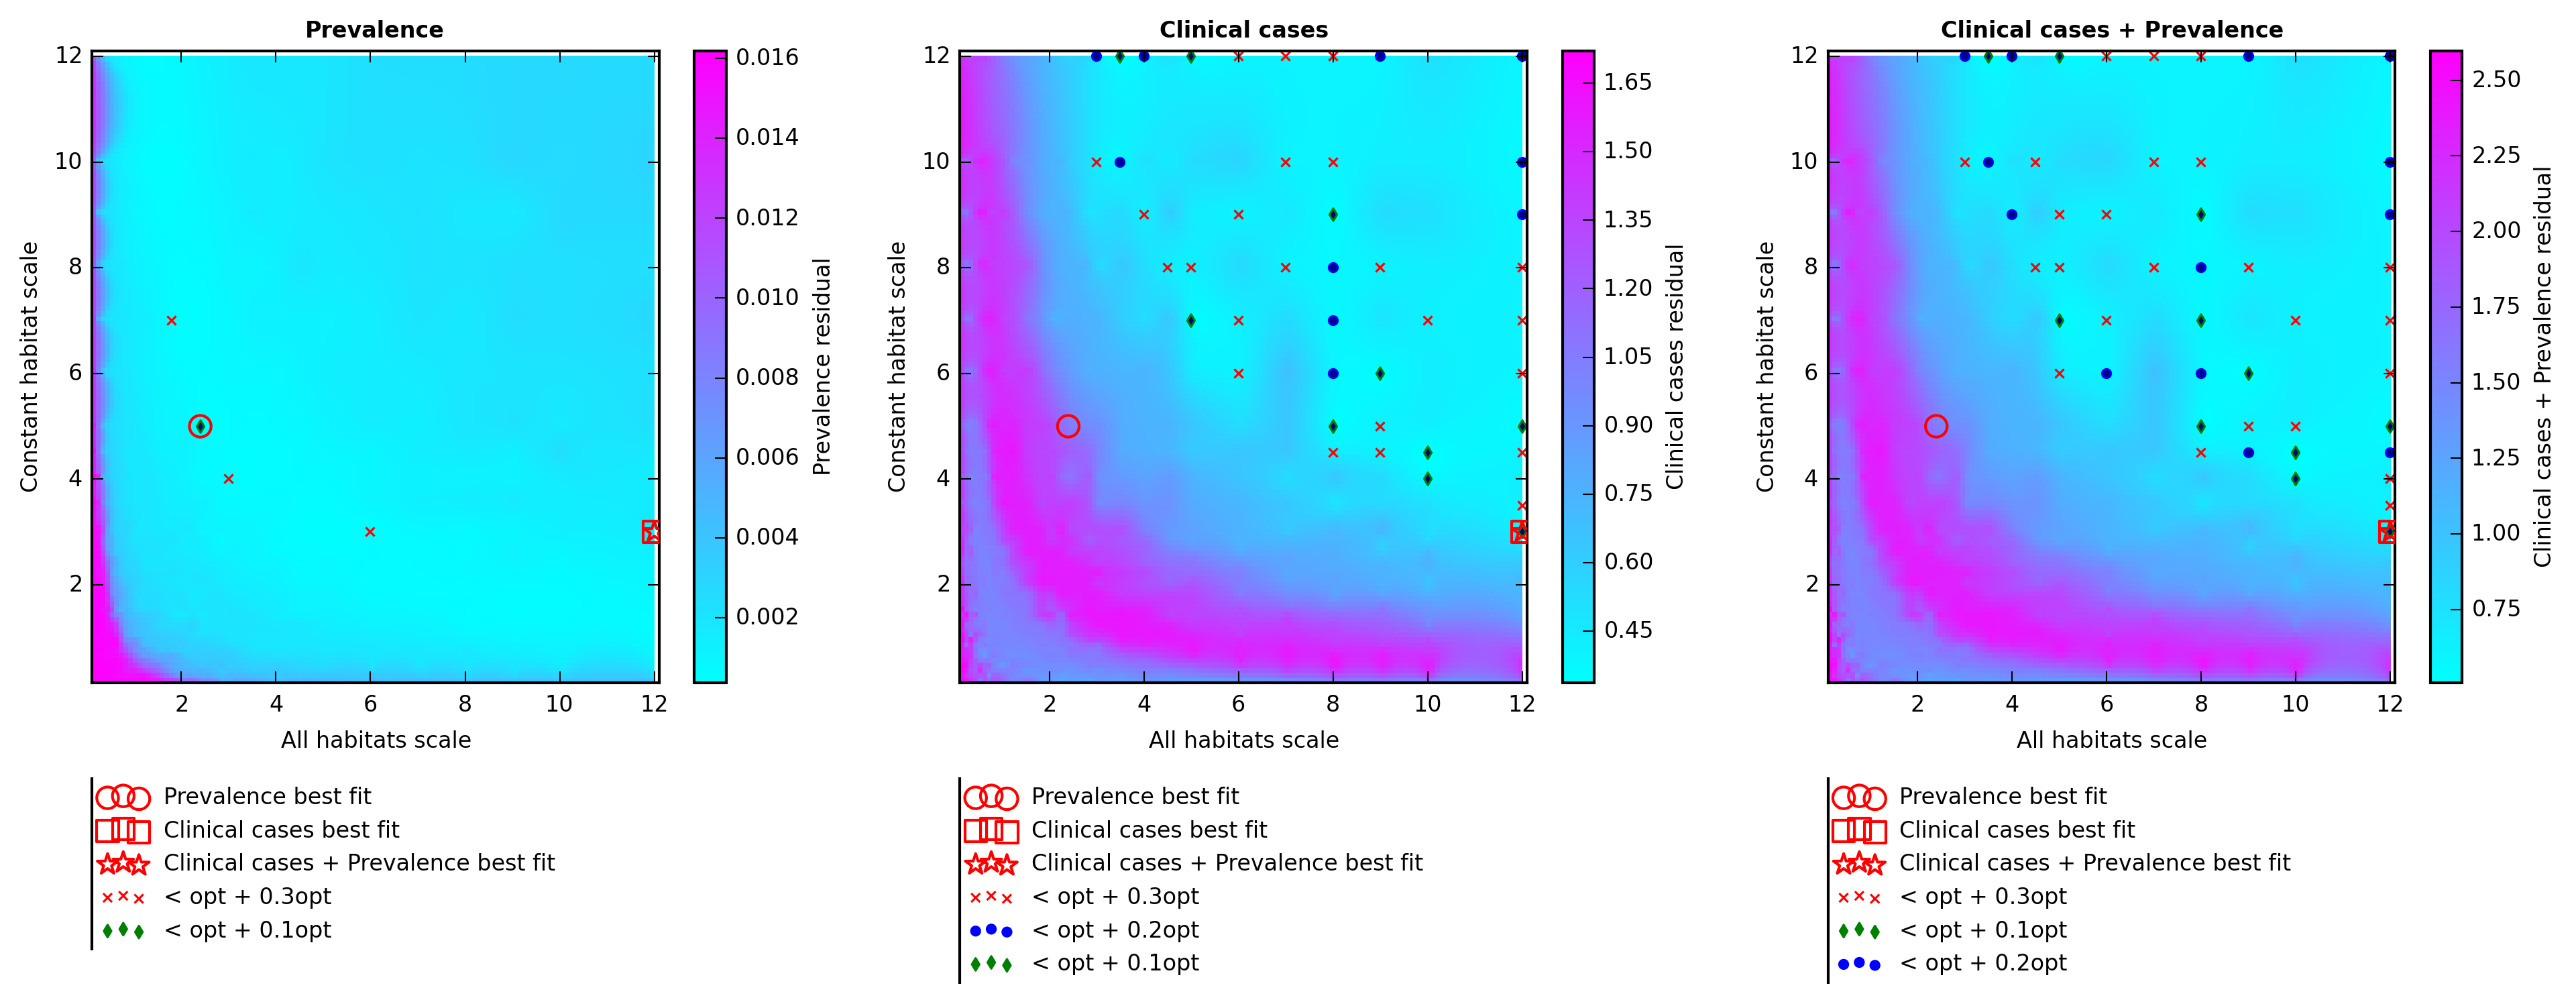 Prevalence
12
10
8
6
4
2
Constant habitat scale
2 4 6 8 10 12
All habitats scale
0.016
0.014
0.012
0.010
0.008
0.006
0.004
0.002
Prevalence residual
Prevalence best fit
Clinical cases best fit
Clinical cases + Prevalence best fit
< opt + 0.3opt
< opt + 0.1opt
Clinical cases
12
10
8
6
4
2
Constant habitat scale
2 4 6 8 10 12
All habitats scale
1.65
1.50
1.35
1.20
1.05
0.90
0.75
0.60
0.45
Clinical cases residual
Prevalence best fit
Clinical cases best fit
Clinical cases + Prevalence best fit
< opt + 0.3opt
< opt + 0.2opt
< opt + 0.1opt
Clinical cases + Prevalence
12
10
8
6
4
2
Constant habitat scale
2 4 6 8 10 12
All habitats scale
2.50
2.25
2.00
1.75
1.50
1.25
1.00
0.75
Clinical cases + Prevalence residual
Prevalence best fit
Clinical cases best fit
Clinical cases + Prevalence best fit
< opt + 0.3opt
< opt + 0.1opt
< opt + 0.2opt